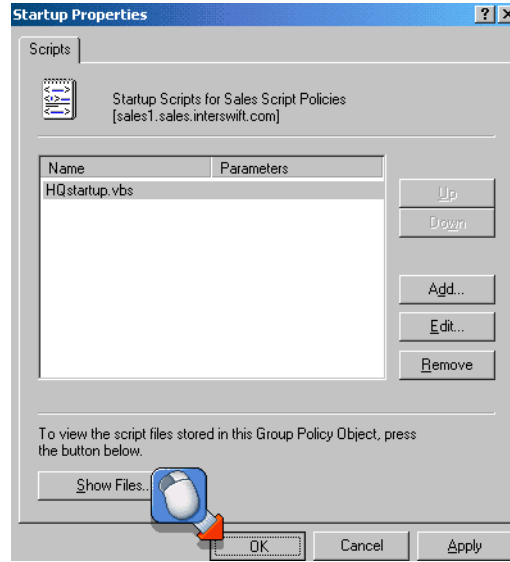 Startup Properties
Scripts
Startup Scripts for Sales Script Policies
[sales1.sales.interswift.com]
Name Parameters
HQstartup.vbs
Up
Down
Add...
Edit...
Remove
To view the script files stored in this Group Policy Object, press
the button below.
Show Files..
OK Cancel Apply